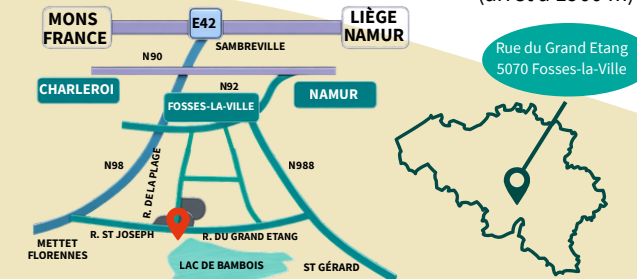 (arrêt à 1500 m)
MONS
FRANCE
E42
LIÈGE
NAMUR
SAMBREVILLE
N90
Rue du Grand Etang
5070 Fosses-la-Ville
CHARLEROI
N92
NAMUR
FOSSES-LA-VILLE
R. DE LA PLAGE
N98
N988
R. ST JOSEPH
R. DU GRAND ETANG
METTET
FLORENNES
LAC DE BAMBOIS
ST GÉRARD